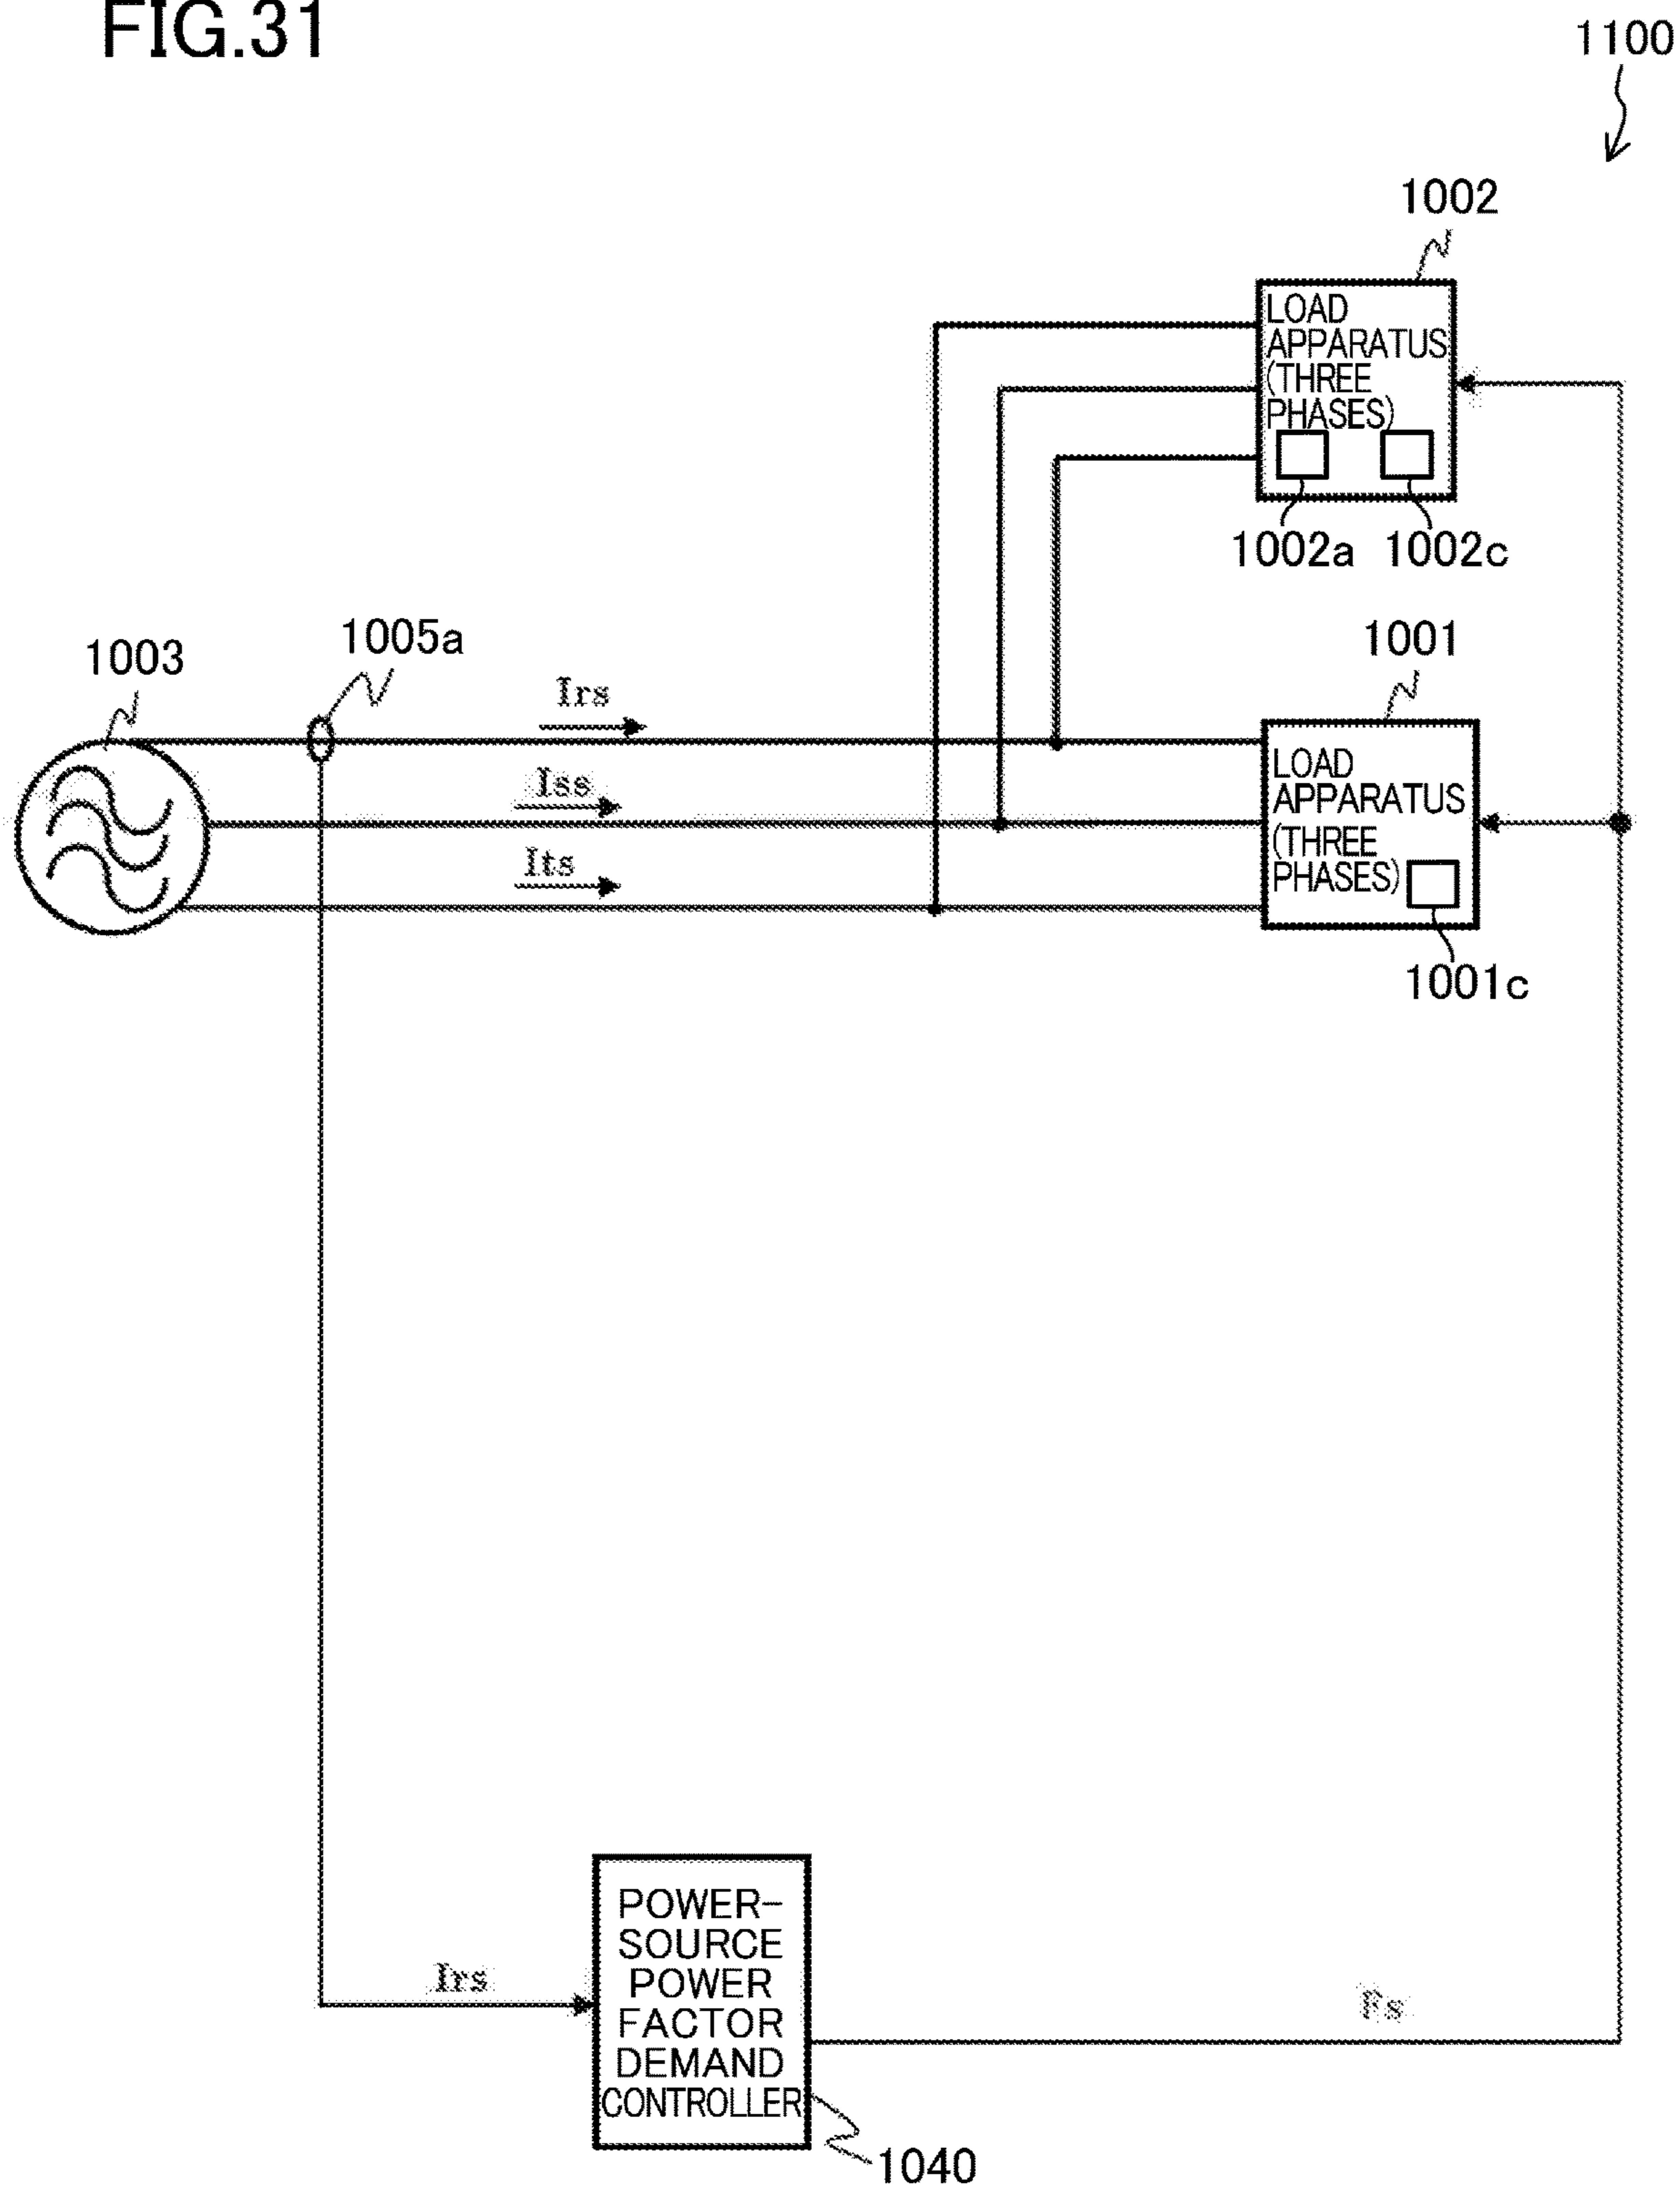 FIG.31
1100
1002
LOAD
APPARATUS
(THREE
PHASES)
1002a
1002c
1003
1005a
Irs
Iss
Its
1001
LOAD
APPARATUS
(THREE
PHASES)
1001c
Irs
POWER-
SOURCE
POWER
FACTOR
DEMAND
CONTROLLER
1040